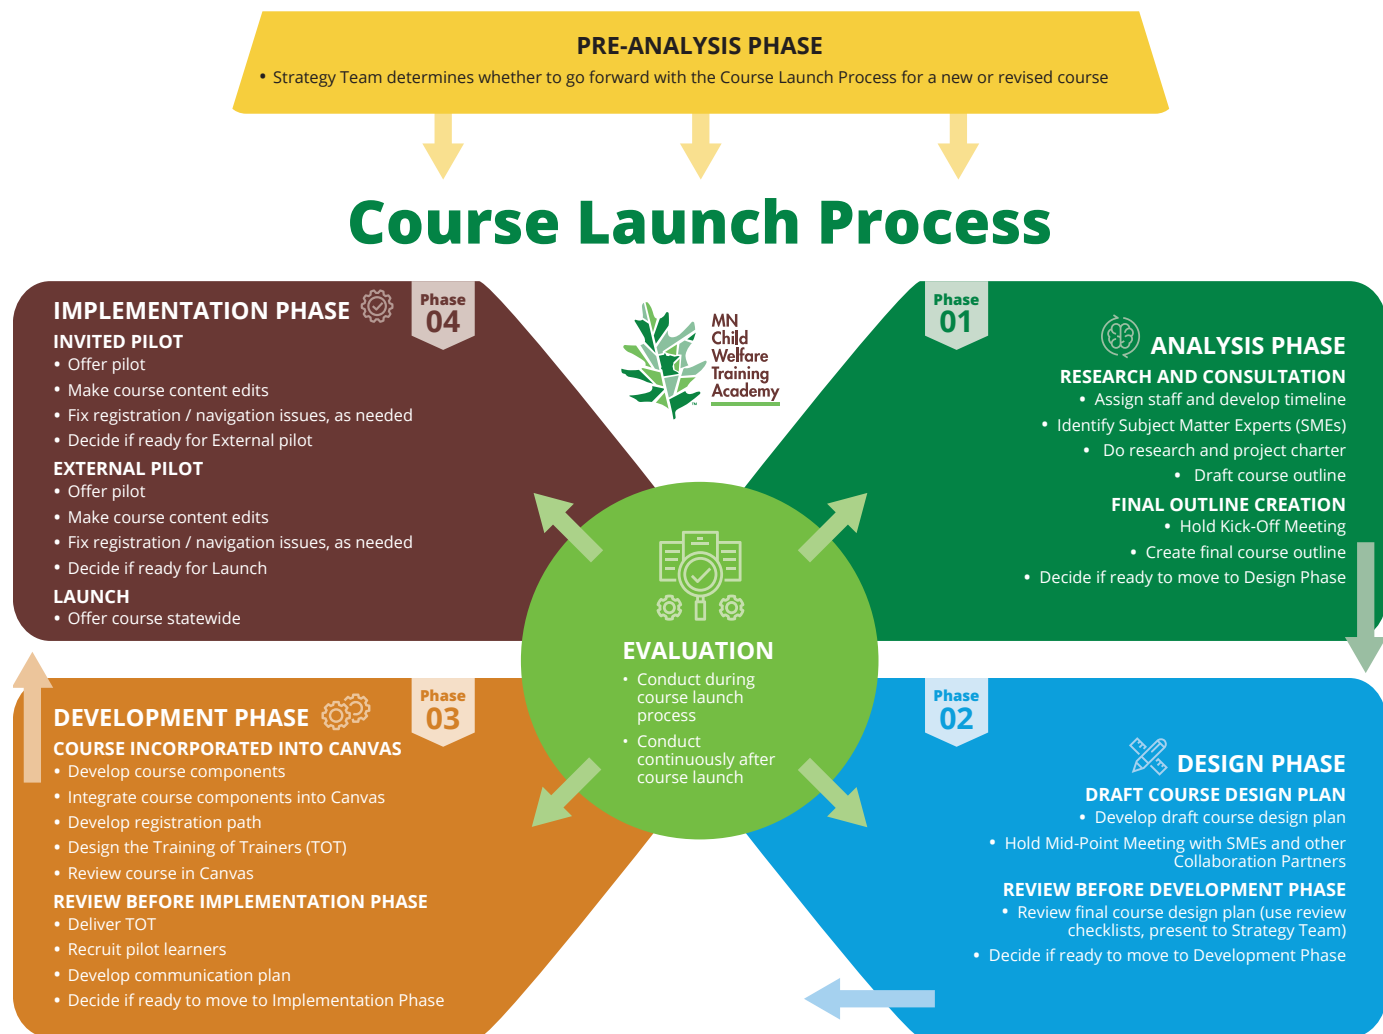 PRE-ANALYSIS PHASE
• Strategy Team determines whether to go forward with the Course Launch Process for a new or revised course
Course Launch Process
IMPLEMENTATION PHASE
Phase
04
INVITED PILOT
• Offer pilot
• Make course content edits
• Fix registration / navigation issues, as needed
• Decide if ready for External pilot
EXTERNAL PILOT
• Offer pilot
• Make course content edits
• Fix registration / navigation issues, as needed
• Decide if ready for Launch
LAUNCH
• Offer course statewide
MN
Child
Welfare
Training
Academy
™
Phase
01
ANALYSIS PHASE
RESEARCH AND CONSULTATION
• Assign staff and develop timeline
• Identify Subject Matter Experts (SMEs)
• Do research and project charter
• Draft course outline
FINAL OUTLINE CREATION
• Hold Kick-Off Meeting
• Create final course outline
• Decide if ready to move to Design Phase
EVALUATION
• Conduct during
course launch
process
• Conduct
continuously after
course launch
DEVELOPMENT PHASE
Phase
03
COURSE INCORPORATED INTO CANVAS
• Develop course components
• Integrate course components into Canvas
• Develop registration path
• Design the Training of Trainers (TOT)
• Review course in Canvas
REVIEW BEFORE IMPLEMENTATION PHASE
• Deliver TOT
• Recruit pilot learners
• Develop communication plan
• Decide if ready to move to Implementation Phase
Phase
02
DESIGN PHASE
DRAFT COURSE DESIGN PLAN
• Develop draft course design plan
• Hold Mid-Point Meeting with SMEs and other
Collaboration Partners
REVIEW BEFORE DEVELOPMENT PHASE
• Review final course design plan (use review
checklists, present to Strategy Team)
• Decide if ready to move to Development Phase